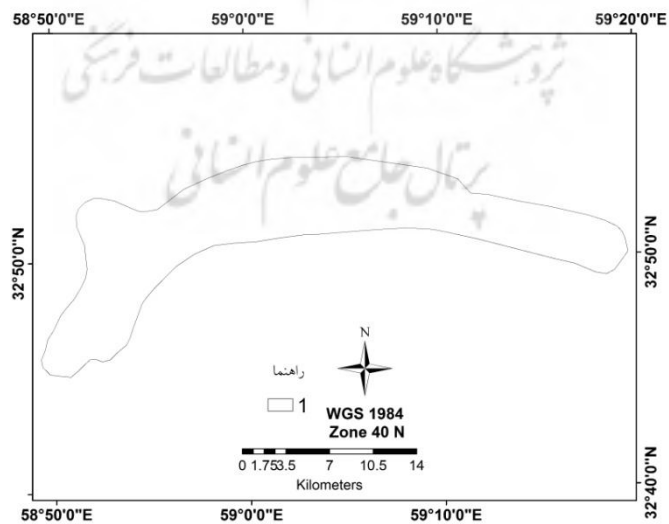 58°50'0"E 59°0'0"E 59°10'0"E 59°20'0"E
پژوهشگاه علوم انسانی و مطالعات فرهنگی
پرتال جامع علوم انسانی
32°50'0"N 32°50'0"N
N
راهنما
1
WGS 1984
Zone 40 N
0 1.75 3.5 7 10.5 14
Kilometers
32°40'0"N
58°50'0"E 59°0'0"E 59°10'0"E